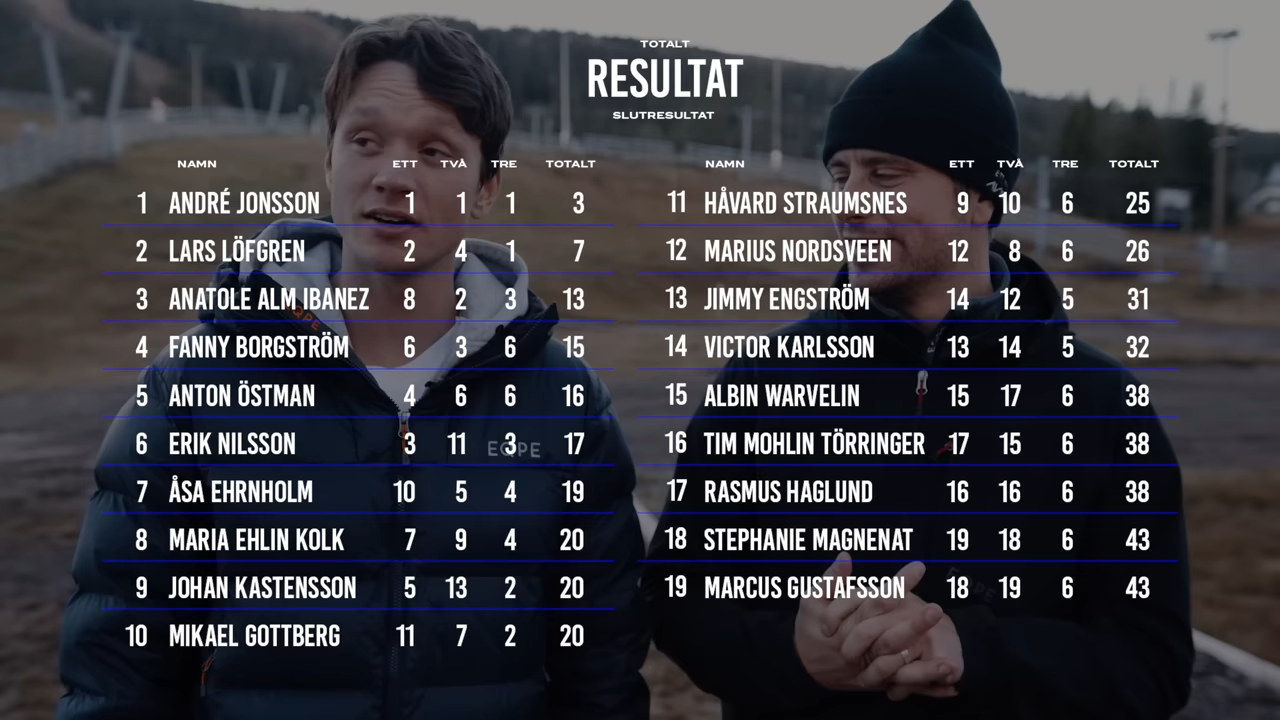 TOTALT
RESULTAT
SLUTRESULTAT
NAMN ETT TVÅ TRE TOTALT
1 ANDRÉ JONSSON 1 1 1 3
2 LARS LÖFGREN 2 4 1 7
3 ANATOLE ALM IBANEZ 8 2 3 13
4 FANNY BORGSTRÖM 6 3 6 15
5 ANTON ÖSTMAN 4 6 6 16
6 ERIK NILSSON 3 11 3 17
7 ÅSA EHRNHOLM 10 5 4 19
8 MARIA EHLIN KOLK 7 9 4 20
9 JOHAN KASTENSSON 5 13 2 20
10 MIKAEL GOTTBERG 11 7 2 20
NAMN ETT TVÅ TRE TOTALT
11 HÅVARD STRAUMSNES 9 10 6 25
12 MARIUS NORDSVEEN 12 8 6 26
13 JIMMY ENGSTRÖM 14 12 5 31
14 VICTOR KARLSSON 13 14 5 32
15 ALBIN WARVELIN 15 17 6 38
16 TIM MOHLIN TÖRRINGER 17 15 6 38
17 RASMUS HAGLUND 16 16 6 38
18 STEPHANIE MAGNENAT 19 18 6 43
19 MARCUS GUSTAFSSON 18 19 6 43
EQPE
EQPE